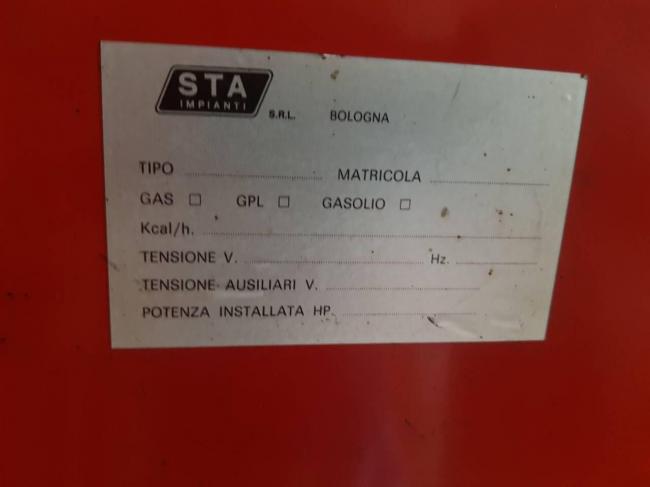 STA
IMPIANTI
S.R.L. BOLOGNA
TIPO MATRICOLA
GAS GPL GASOLIO
Kcal/h.
TENSIONE V. Hz.
TENSIONE AUSILIARI V.
POTENZA INSTALLATA HP.